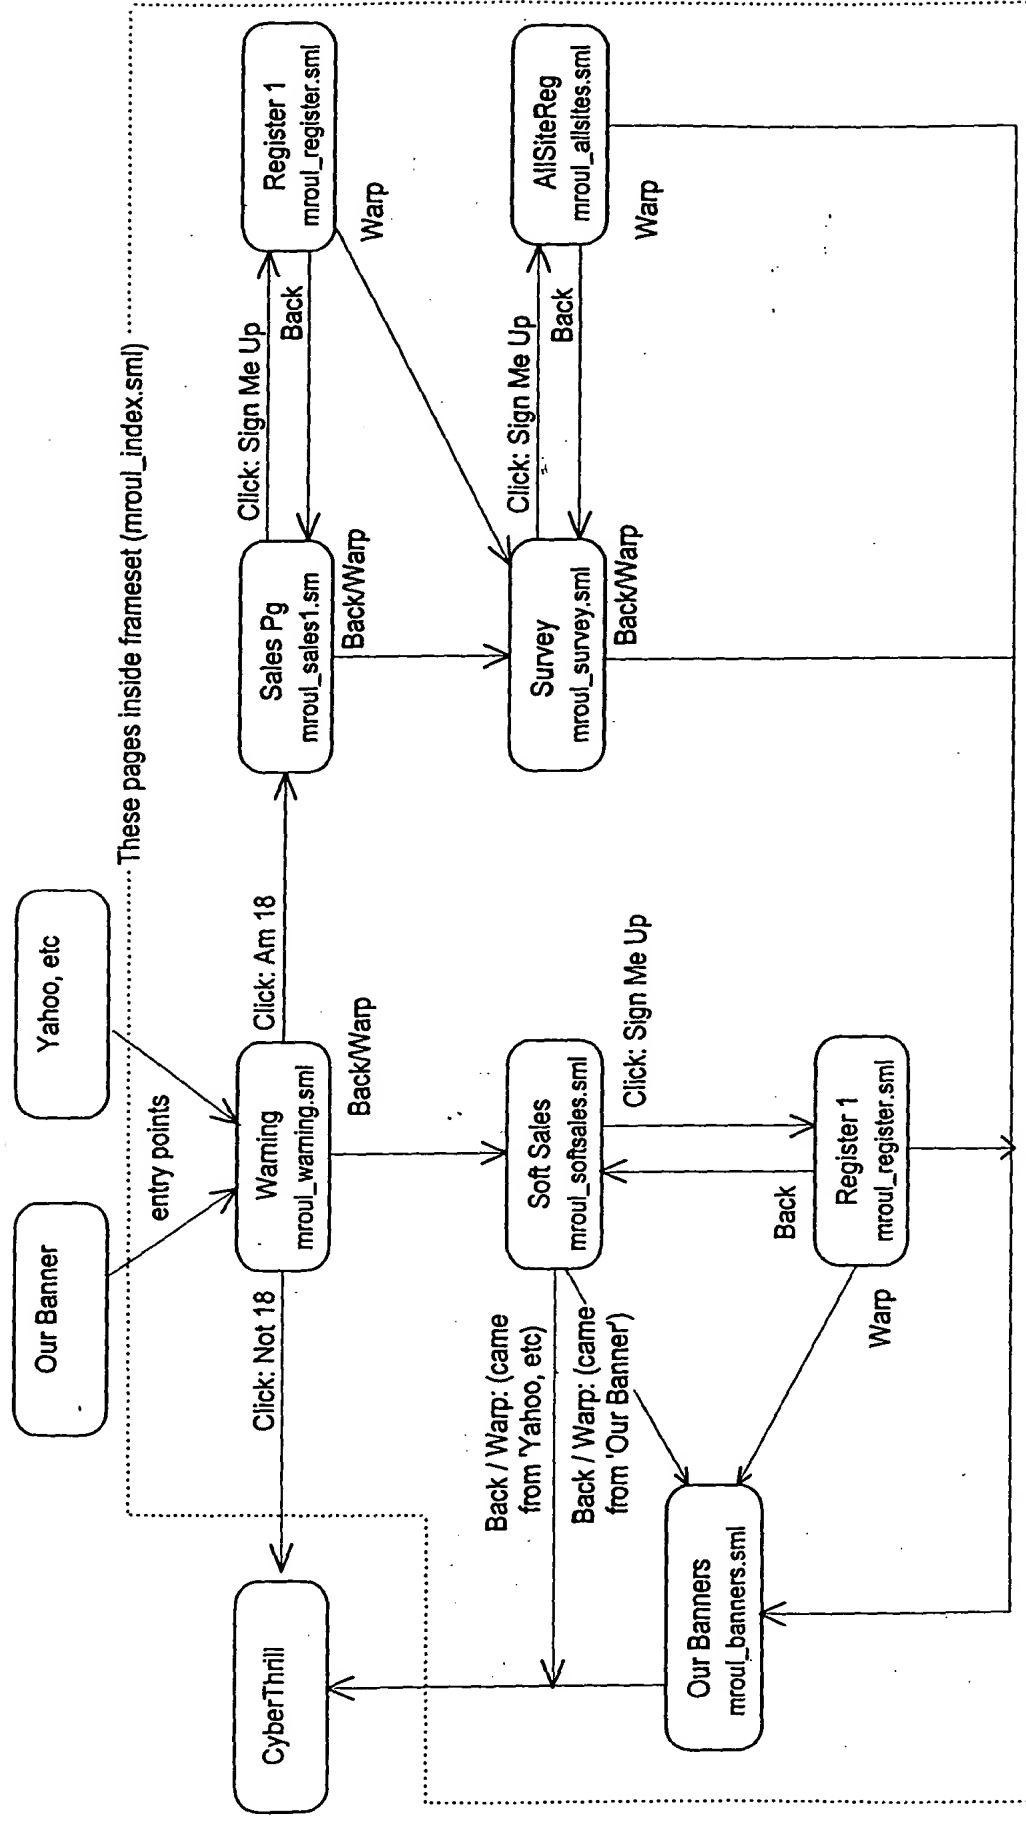 Our Banner
Yahoo, etc
entry points
These pages inside frameset (mroul_index.sml)
CyberThrill
Click: Not 18
Warning
mroul_warning.sml
Click: Am 18
Sales Pg
mroul_sales1.sm
Click: Sign Me Up
Back
Register 1
mroul_register.sml
Back/Warp
Back/Warp
Warp
Back / Warp: (came
from 'Yahoo, etc)
Back / Warp: (came
from 'Our Banner')
Soft Sales
mroul_softsales.sml
Click: Sign Me Up
Survey
mroul_survey.sml
Click: Sign Me Up
Back
AllSiteReg
mroul_allsites.sml
Back/Warp
Warp
Our Banners
mroul_banners.sml
Back
Register 1
mroul_register.sml
Warp